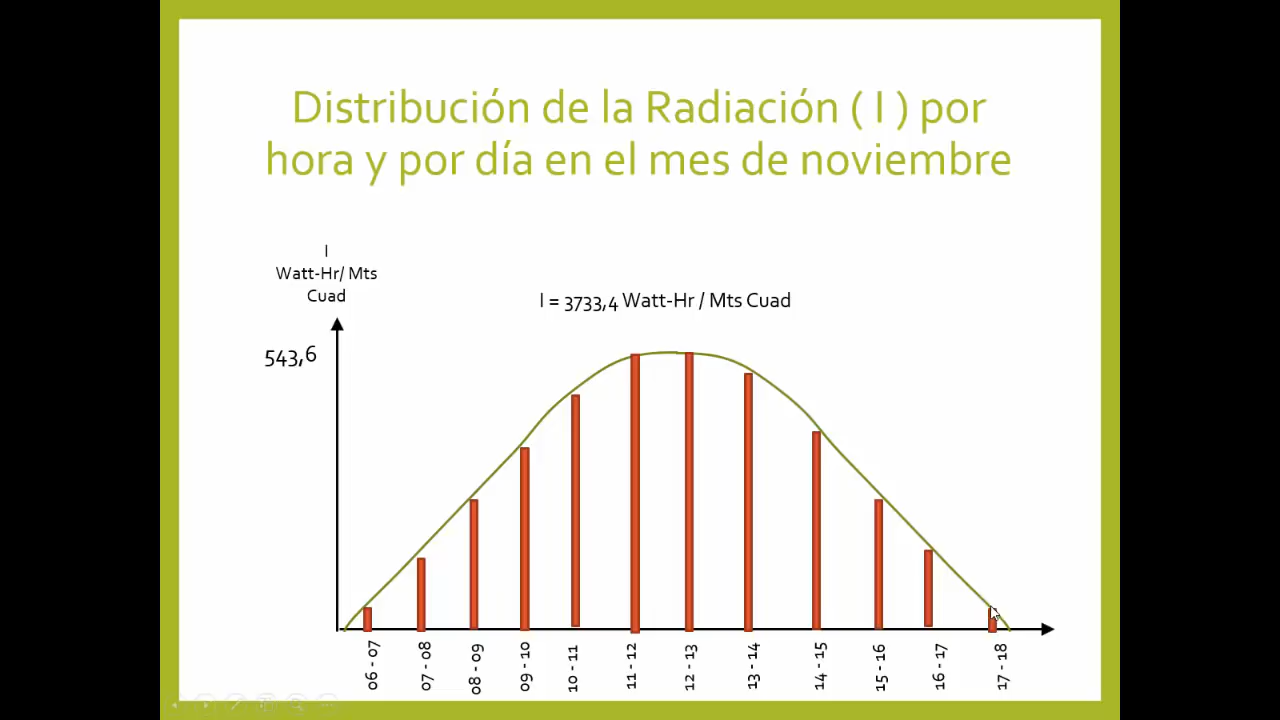 Distribución de la Radiación ( I ) por
hora y por día en el mes de noviembre
I
Watt-Hr/ Mts
Cuad
I = 3733,4 Watt-Hr / Mts Cuad
543,6
06 - 07
07 - 08
08 - 09
09 - 10
10 - 11
11 - 12
12 - 13
13 - 14
14 - 15
15 - 16
16 - 17
17 - 18